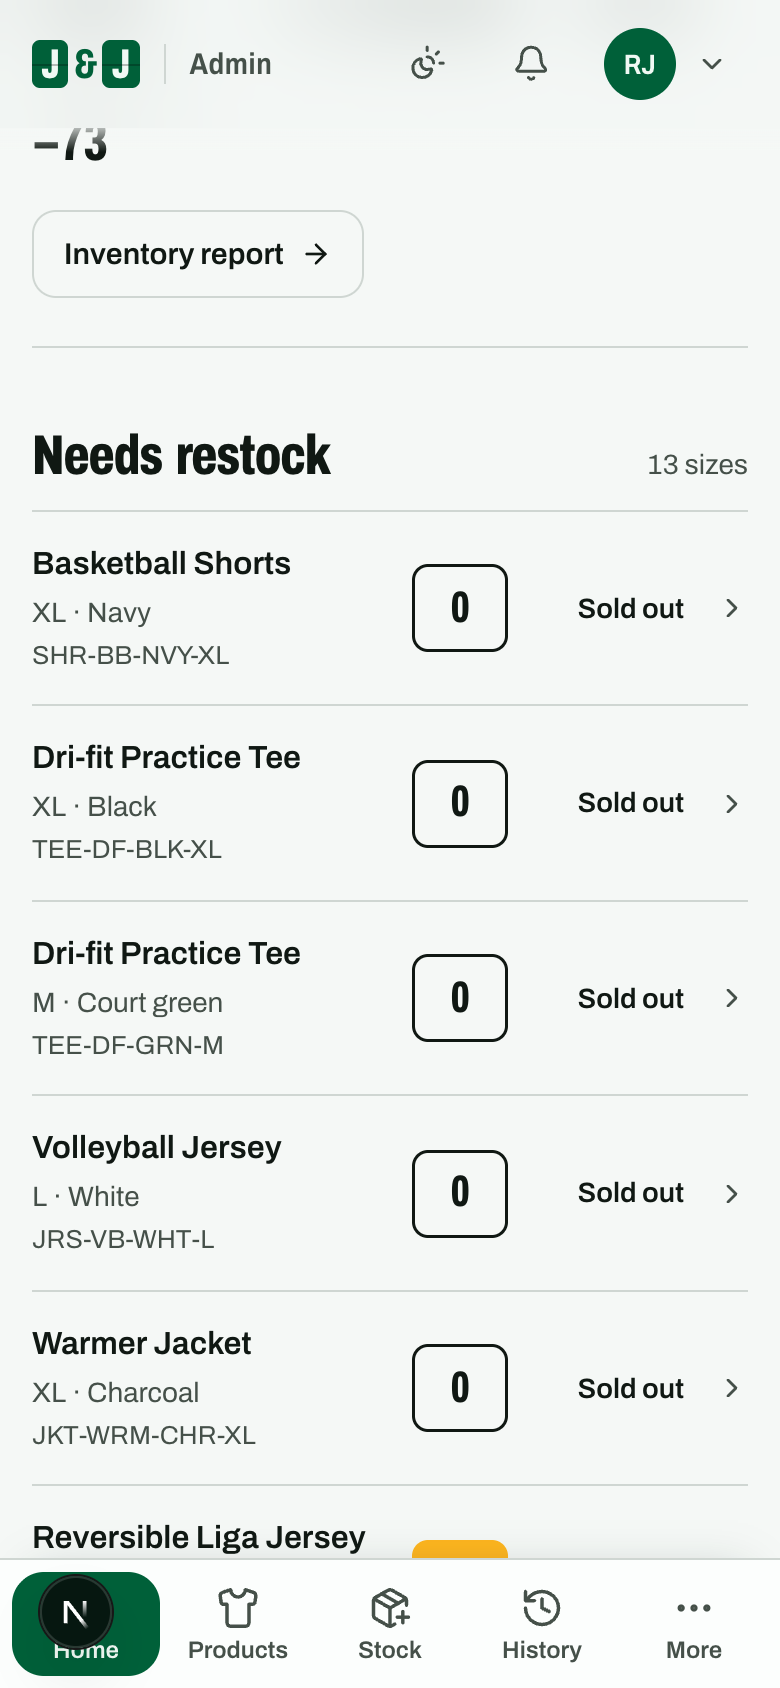 J & J Admin RJ
−73
Inventory report
Needs restock
13 sizes
Basketball Shorts
XL · Navy
SHR-BB-NVY-XL
0
Sold out
Dri-fit Practice Tee
XL · Black
TEE-DF-BLK-XL
0
Sold out
Dri-fit Practice Tee
M · Court green
TEE-DF-GRN-M
0
Sold out
Volleyball Jersey
L · White
JRS-VB-WHT-L
0
Sold out
Warmer Jacket
XL · Charcoal
JKT-WRM-CHR-XL
0
Sold out
Reversible Liga Jersey
N
Home
Products
Stock
History
More